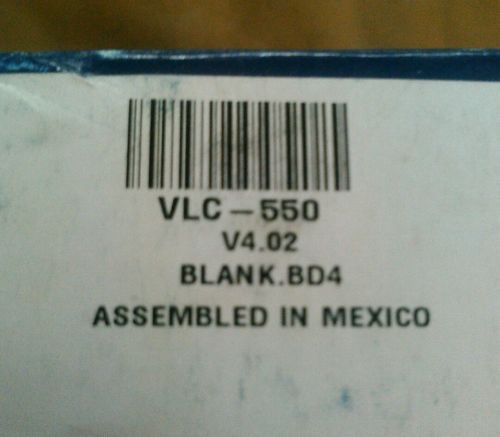 VLC - 550
V4.02
BLANK.BD4
ASSEMBLED IN MEXICO